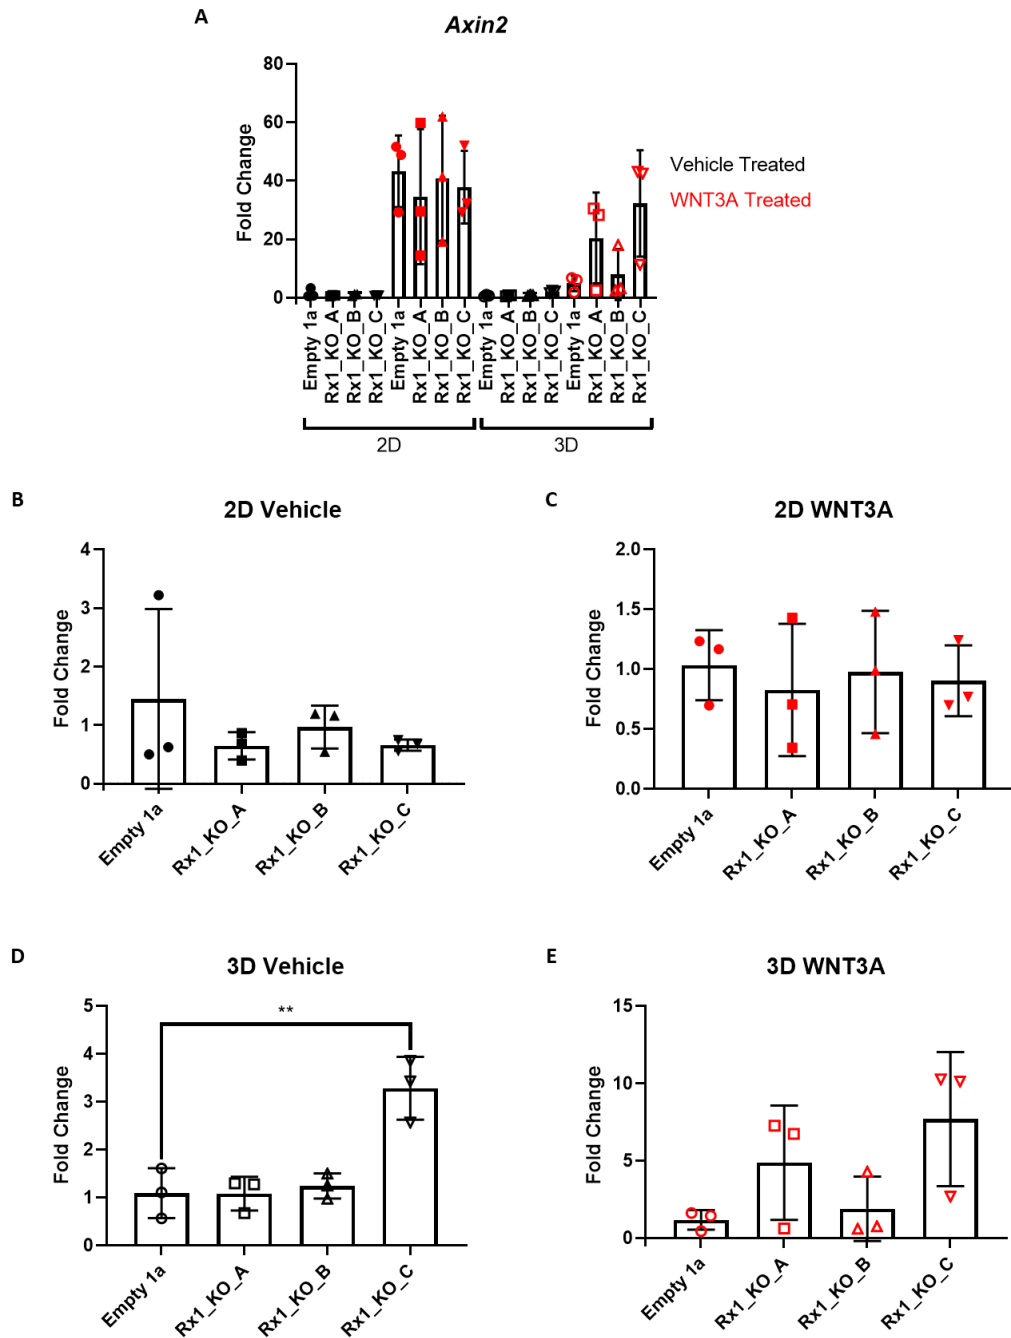 A
Axin2
80
60
40
20
0
Fold Change
Vehicle Treated
WNT3A Treated
Empty 1a
Rx1_KO_A
Rx1_KO_B
Rx1_KO_C
Empty 1a
Rx1_KO_A
Rx1_KO_B
Rx1_KO_C
Empty 1a
Rx1_KO_A
Rx1_KO_B
Rx1_KO_C
Empty 1a
Rx1_KO_A
Rx1_KO_B
Rx1_KO_C
2D
3D
B
2D Vehicle
4
3
2
1
0
Fold Change
Empty 1a
Rx1_KO_A
Rx1_KO_B
Rx1_KO_C
C
2D WNT3A
2.0
1.5
1.0
0.5
0.0
Fold Change
Empty 1a
Rx1_KO_A
Rx1_KO_B
Rx1_KO_C
D
3D Vehicle
**
5
4
3
2
1
0
Fold Change
Empty 1a
Rx1_KO_A
Rx1_KO_B
Rx1_KO_C
E
3D WNT3A
15
10
5
0
Fold Change
Empty 1a
Rx1_KO_A
Rx1_KO_B
Rx1_KO_C